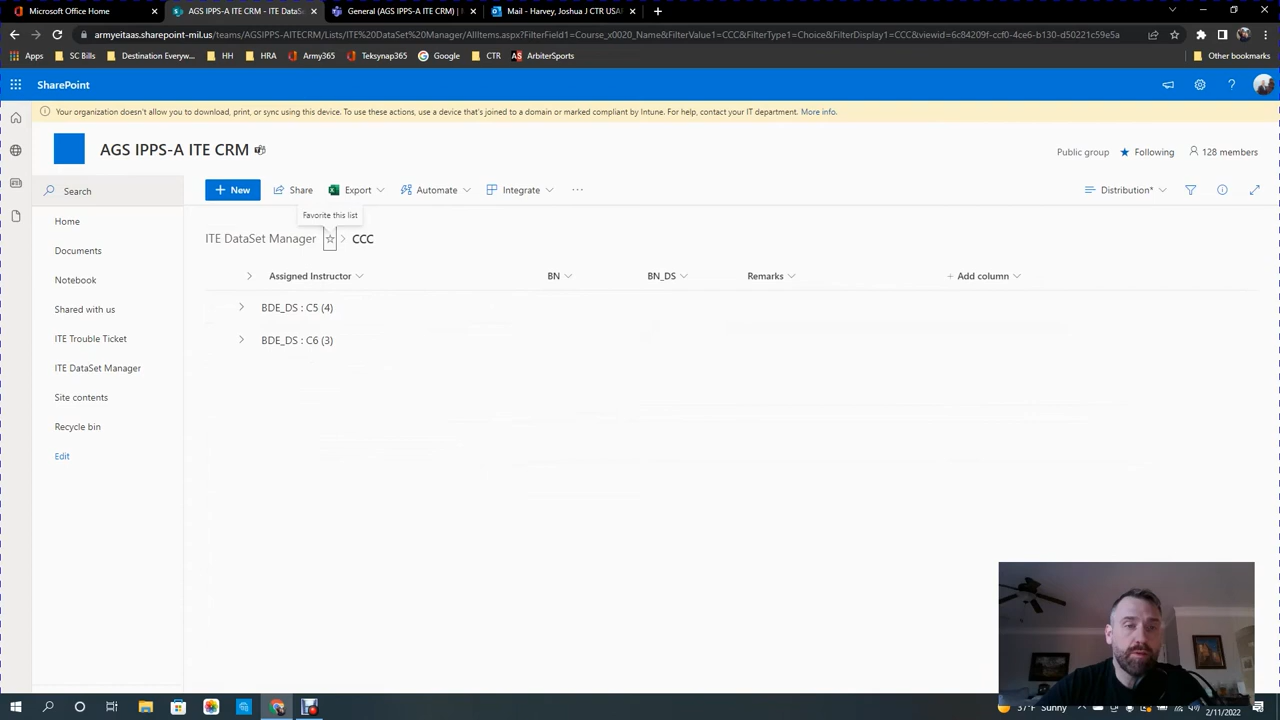 Microsoft Office Home
AGS IPPS-A ITE CRM - ITE DataSe
General (AGS IPPS-A ITE CRM) |
Mail - Harvey, Joshua J CTR USA
armyeitaas.sharepoint-mil.us/teams/AGSIPPS-AITECRM/Lists/ITE%20DataSet%20Manager/AllItems.aspx?FilterField1=Course_x0020_Name&FilterValue1=CCC&FilterType1=Choice&FilterDisplay1=CCC&viewid=6c84209f-ccf0-4ce6-b130-d50221c59e5a
Apps
SC Bills
Destination Everyw...
HH
HRA
Army365
Teksynap365
Google
CTR
ArbiterSports
Other bookmarks
SharePoint
Your organization doesn't allow you to download, print, or sync using this device. To use these actions, use a device that's joined to a domain or marked compliant by Intune. For help, contact your IT department. More info.
AGS IPPS-A ITE CRM
Public group
Following
128 members
Search
New
Share
Export
Automate
Integrate
Distribution*
Favorite this list
Home
ITE DataSet Manager
CCC
Documents
Assigned Instructor
BN
BN_DS
Remarks
Add column
Notebook
Shared with us
BDE_DS : C5 (4)
ITE Trouble Ticket
BDE_DS : C6 (3)
ITE DataSet Manager
Site contents
Recycle bin
Edit
37°F Sunny
2/11/2022